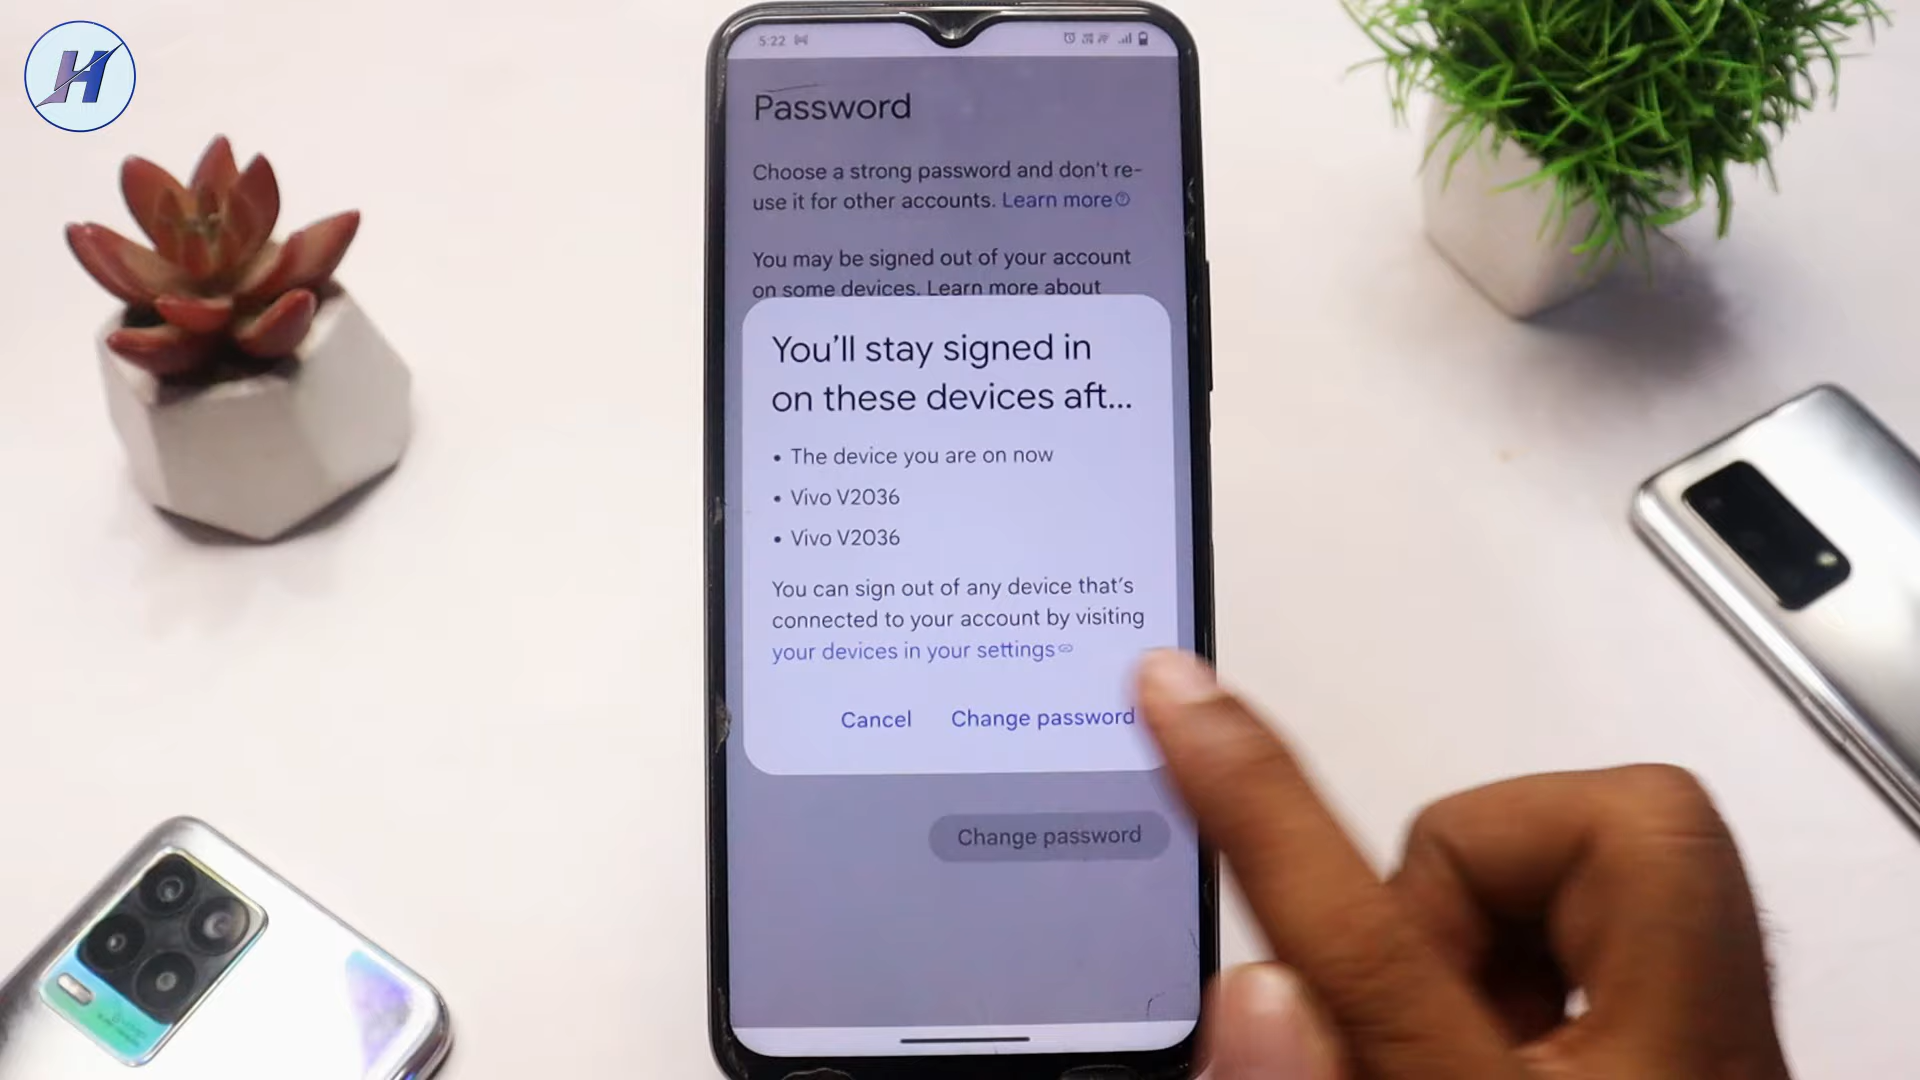 H
5:22
Password
Choose a strong password and don't re-
use it for other accounts. Learn more
You may be signed out of your account
on some devices. Learn more about
You'll stay signed in
on these devices aft...
• The device you are on now
• Vivo V2036
• Vivo V2036
You can sign out of any device that's
connected to your account by visiting
your devices in your settings
Cancel Change password
Change password